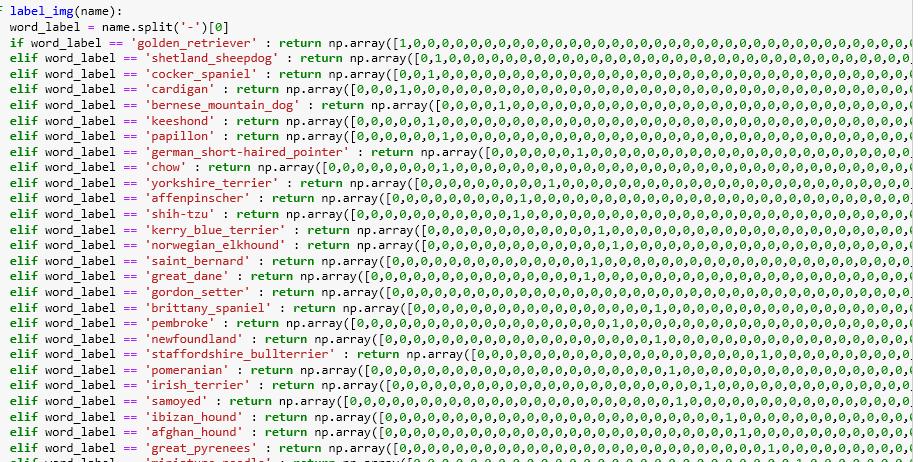 label_img(name):
word_label = name.split('-')[0]
if word_label == 'golden_retriever' : return np.array([1,0,0,0,0,0,0,0,0,0,0,0,0,0,0,0,0,0,0,0,0,0,0,0,0,0,0,0,0,0,0,0,0,0,0,0,
elif word_label == 'shetland_sheepdog' : return np.array([0,1,0,0,0,0,0,0,0,0,0,0,0,0,0,0,0,0,0,0,0,0,0,0,0,0,0,0,0,0,0,0,0,0,0
elif word_label == 'cocker_spaniel' : return np.array([0,0,1,0,0,0,0,0,0,0,0,0,0,0,0,0,0,0,0,0,0,0,0,0,0,0,0,0,0,0,0,0,0,0,0,0,
elif word_label == 'cardigan' : return np.array([0,0,0,1,0,0,0,0,0,0,0,0,0,0,0,0,0,0,0,0,0,0,0,0,0,0,0,0,0,0,0,0,0,0,0,0,0,0,0,
elif word_label == 'bernese_mountain_dog' : return np.array([0,0,0,0,1,0,0,0,0,0,0,0,0,0,0,0,0,0,0,0,0,0,0,0,0,0,0,0,0,0,0,0,0,
elif word_label == 'keeshond' : return np.array([0,0,0,0,0,1,0,0,0,0,0,0,0,0,0,0,0,0,0,0,0,0,0,0,0,0,0,0,0,0,0,0,0,0,0,0,0,0,0,
elif word_label == 'papillon' : return np.array([0,0,0,0,0,0,1,0,0,0,0,0,0,0,0,0,0,0,0,0,0,0,0,0,0,0,0,0,0,0,0,0,0,0,0,0,0,0,0,
elif word_label == 'german_short-haired_pointer' : return np.array([0,0,0,0,0,0,1,0,0,0,0,0,0,0,0,0,0,0,0,0,0,0,0,0,0,0,0,0,0,0
elif word_label == 'chow' : return np.array([0,0,0,0,0,0,0,0,1,0,0,0,0,0,0,0,0,0,0,0,0,0,0,0,0,0,0,0,0,0,0,0,0,0,0,0,0,0,0,0,0,
elif word_label == 'yorkshire_terrier' : return np.array([0,0,0,0,0,0,0,0,0,1,0,0,0,0,0,0,0,0,0,0,0,0,0,0,0,0,0,0,0,0,0,0,0,0,0
elif word_label == 'affenpinscher' : return np.array([0,0,0,0,0,0,0,0,0,0,1,0,0,0,0,0,0,0,0,0,0,0,0,0,0,0,0,0,0,0,0,0,0,0,0,0,0
elif word_label == 'shih-tzu' : return np.array([0,0,0,0,0,0,0,0,0,0,0,1,0,0,0,0,0,0,0,0,0,0,0,0,0,0,0,0,0,0,0,0,0,0,0,0,0,0,0,
elif word_label == 'kerry_blue_terrier' : return np.array([0,0,0,0,0,0,0,0,0,0,0,0,1,0,0,0,0,0,0,0,0,0,0,0,0,0,0,0,0,0,0,0,0,0,
elif word_label == 'norwegian_elkhound' : return np.array([0,0,0,0,0,0,0,0,0,0,0,0,0,1,0,0,0,0,0,0,0,0,0,0,0,0,0,0,0,0,0,0,0,0,
elif word_label == 'saint_bernard' : return np.array([0,0,0,0,0,0,0,0,0,0,0,0,0,0,1,0,0,0,0,0,0,0,0,0,0,0,0,0,0,0,0,0,0,0,0,0,0
elif word_label == 'great_dane' : return np.array([0,0,0,0,0,0,0,0,0,0,0,0,0,0,0,1,0,0,0,0,0,0,0,0,0,0,0,0,0,0,0,0,0,0,0,0,0,0,
elif word_label == 'gordon_setter' : return np.array([0,0,0,0,0,0,0,0,0,0,0,0,0,0,0,0,1,0,0,0,0,0,0,0,0,0,0,0,0,0,0,0,0,0,0,0,0
elif word_label == 'brittany_spaniel' : return np.array([0,0,0,0,0,0,0,0,0,0,0,0,0,0,0,0,0,1,0,0,0,0,0,0,0,0,0,0,0,0,0,0,0,0,0,
elif word_label == 'pembroke' : return np.array([0,0,0,0,0,0,0,0,0,0,0,0,0,0,0,0,0,0,1,0,0,0,0,0,0,0,0,0,0,0,0,0,0,0,0,0,0,0,0,
elif word_label == 'newfoundland' : return np.array([0,0,0,0,0,0,0,0,0,0,0,0,0,0,0,0,0,0,0,1,0,0,0,0,0,0,0,0,0,0,0,0,0,0,0,0,0,
elif word_label == 'staffordshire_bullterrier' : return np.array([0,0,0,0,0,0,0,0,0,0,0,0,0,0,0,0,0,0,0,0,1,0,0,0,0,0,0,0,0,0,0
elif word_label == 'pomeranian' : return np.array([0,0,0,0,0,0,0,0,0,0,0,0,0,0,0,0,0,0,0,0,0,1,0,0,0,0,0,0,0,0,0,0,0,0,0,0,0,0,
elif word_label == 'irish_terrier' : return np.array([0,0,0,0,0,0,0,0,0,0,0,0,0,0,0,0,0,0,0,0,0,0,1,0,0,0,0,0,0,0,0,0,0,0,0,0,0
elif word_label == 'samoyed' : return np.array([0,0,0,0,0,0,0,0,0,0,0,0,0,0,0,0,0,0,0,0,0,0,0,1,0,0,0,0,0,0,0,0,0,0,0,0,0,0,0,0
elif word_label == 'ibizan_hound' : return np.array([0,0,0,0,0,0,0,0,0,0,0,0,0,0,0,0,0,0,0,0,0,0,0,0,1,0,0,0,0,0,0,0,0,0,0,0,0,
elif word_label == 'afghan_hound' : return np.array([0,0,0,0,0,0,0,0,0,0,0,0,0,0,0,0,0,0,0,0,0,0,0,0,0,1,0,0,0,0,0,0,0,0,0,0,0,
elif word_label == 'great_pyrenees' : return np.array([0,0,0,0,0,0,0,0,0,0,0,0,0,0,0,0,0,0,0,0,0,0,0,0,0,0,1,0,0,0,0,0,0,0,0,0,